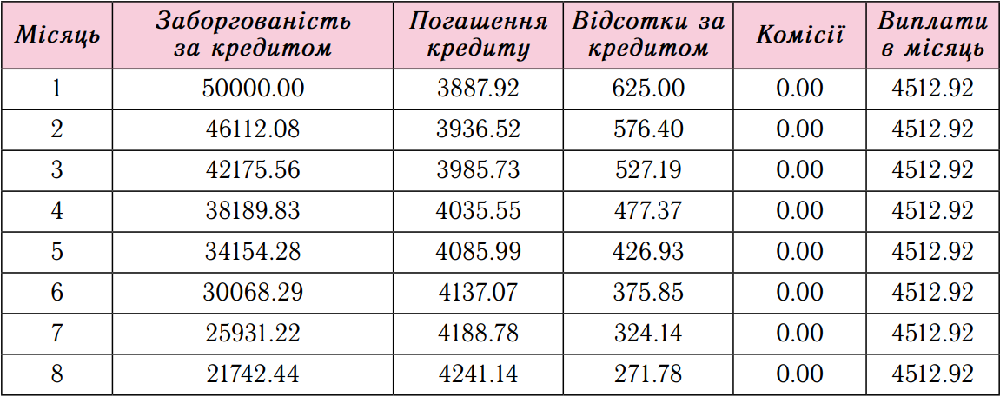 Місяць Заборгованість за кредитом Погашення кредиту Відсотки за кредитом Комісії Виплати в місяць
1 50000.00 3887.92 625.00 0.00 4512.92
2 46112.08 3936.52 576.40 0.00 4512.92
3 42175.56 3985.73 527.19 0.00 4512.92
4 38189.83 4035.55 477.37 0.00 4512.92
5 34154.28 4085.99 426.93 0.00 4512.92
6 30068.29 4137.07 375.85 0.00 4512.92
7 25931.22 4188.78 324.14 0.00 4512.92
8 21742.44 4241.14 271.78 0.00 4512.92